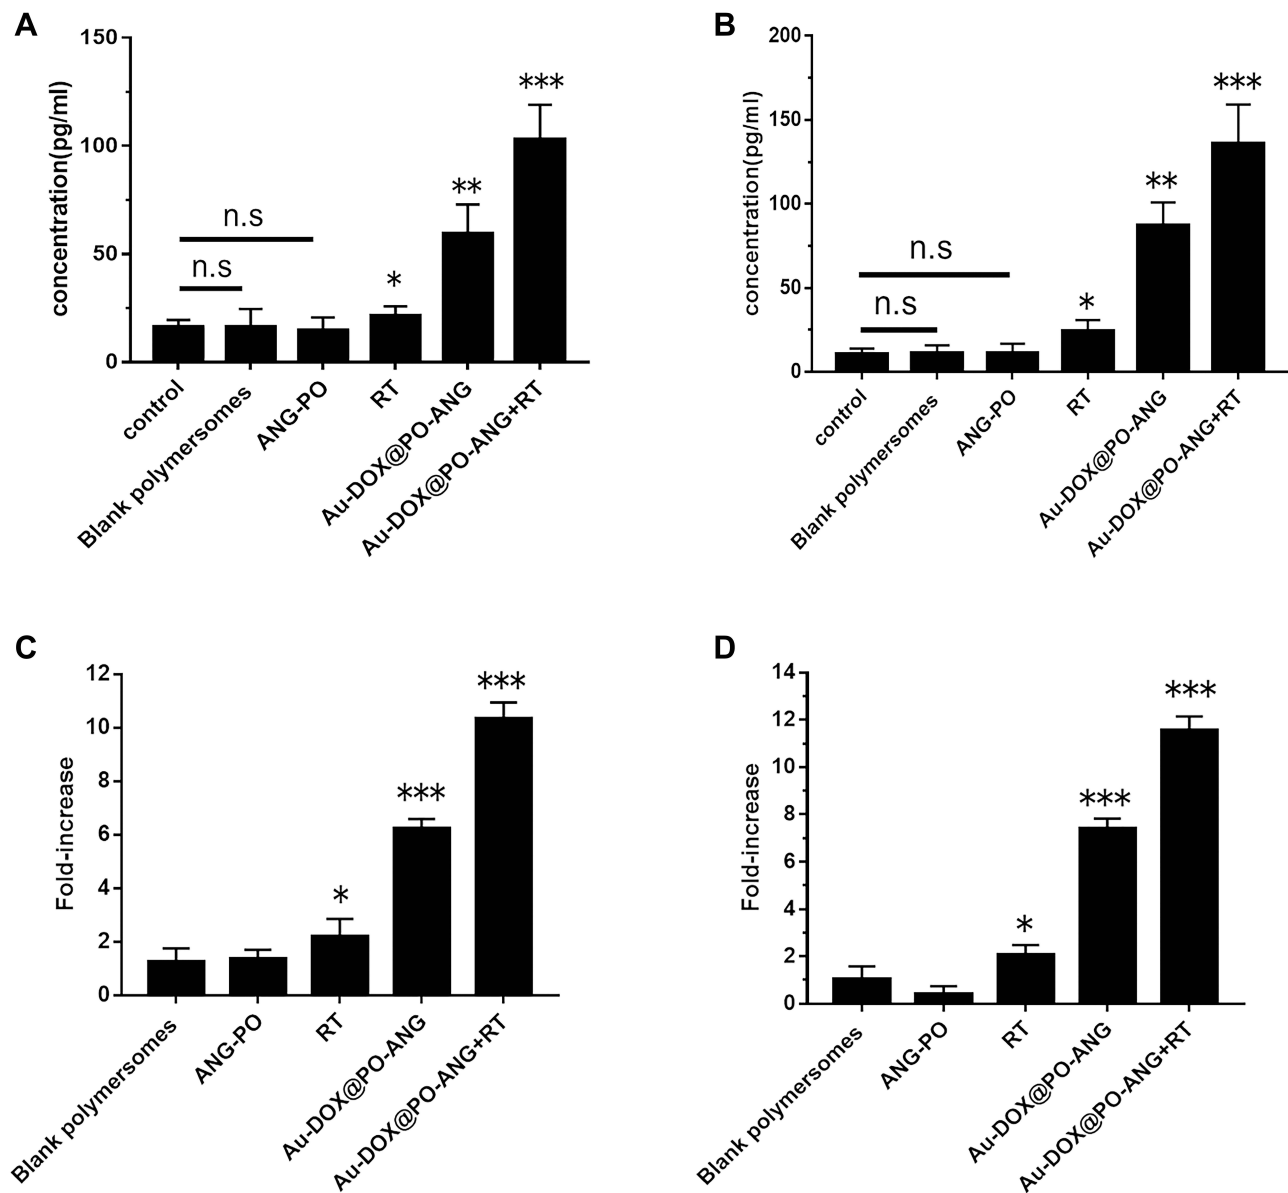 A
concentration(pg/ml)
150
100
50
0
n.s
n.s
*
**
***
control
Blank polymersomes
ANG-PO
RT
Au-DOX@PO-ANG
Au-DOX@PO-ANG+RT
B
concentration(pg/ml)
200
150
100
50
0
n.s
n.s
*
**
***
control
Blank polymersomes
ANG-PO
RT
Au-DOX@PO-ANG
Au-DOX@PO-ANG+RT
C
Fold-increase
12
10
8
6
4
2
0
*
***
***
Blank polymersomes
ANG-PO
RT
Au-DOX@PO-ANG
Au-DOX@PO-ANG+RT
D
Fold-increase
14
12
10
8
6
4
2
0
*
***
***
Blank polymersomes
ANG-PO
RT
Au-DOX@PO-ANG
Au-DOX@PO-ANG+RT